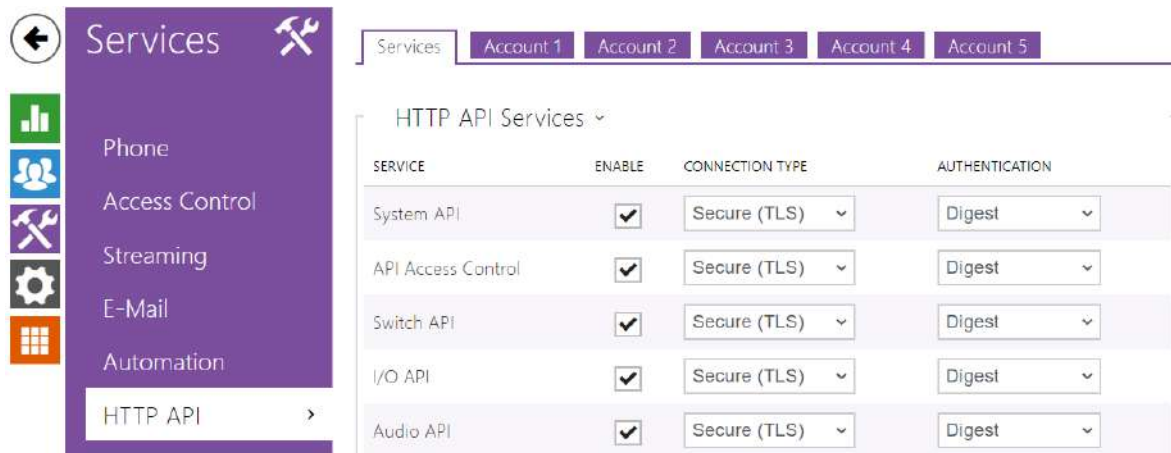 Services
Phone
Access Control
Streaming
E-Mail
Automation
HTTP API
Services Account 1 Account 2 Account 3 Account 4 Account 5
HTTP API Services
SERVICE ENABLE CONNECTION TYPE AUTHENTICATION
System API Secure (TLS) Digest
API Access Control Secure (TLS) Digest
Switch API Secure (TLS) Digest
I/O API Secure (TLS) Digest
Audio API Secure (TLS) Digest